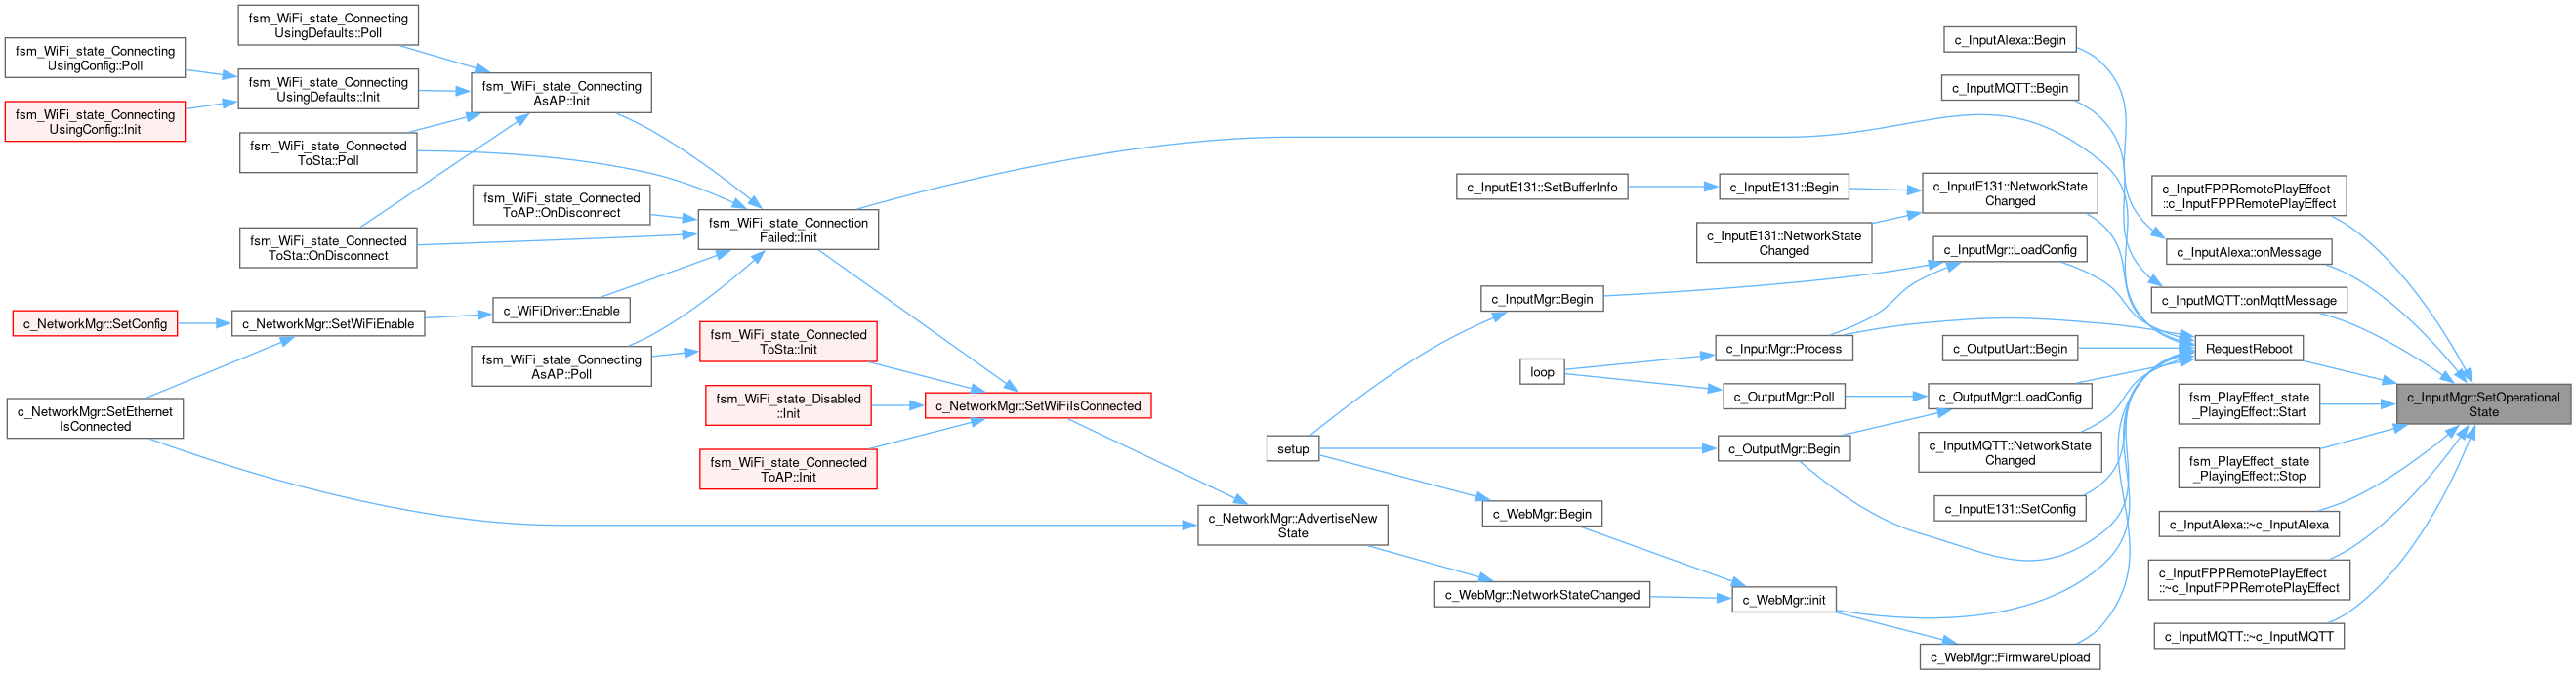 fsm_WiFi_state_Connecting
UsingConfig::Poll
fsm_WiFi_state_Connecting
UsingConfig::Init
c_NetworkMgr::SetConfig
c_NetworkMgr::SetEthernet
IsConnected
fsm_WiFi_state_Connecting
UsingDefaults::Poll
fsm_WiFi_state_Connecting
UsingDefaults::Init
fsm_WiFi_state_Connected
ToSta::Poll
fsm_WiFi_state_Connected
ToSta::OnDisconnect
c_NetworkMgr::SetWiFiEnable
fsm_WiFi_state_Connecting
AsAP::Init
fsm_WiFi_state_Connected
ToAP::OnDisconnect
c_WiFiDriver::Enable
fsm_WiFi_state_Connecting
AsAP::Poll
fsm_WiFi_state_Connection
Failed::Init
fsm_WiFi_state_Connected
ToSta::Init
fsm_WiFi_state_Disabled
::Init
fsm_WiFi_state_Connected
ToAP::Init
c_NetworkMgr::SetWiFiIsConnected
c_NetworkMgr::AdvertiseNew
State
setup
c_InputE131::SetBufferInfo
c_InputMgr::Begin
loop
c_WebMgr::Begin
c_WebMgr::NetworkStateChanged
c_InputE131::Begin
c_InputE131::NetworkState
Changed
c_InputMgr::Process
c_OutputMgr::Poll
c_OutputMgr::Begin
c_WebMgr::init
c_InputAlexa::Begin
c_InputMQTT::Begin
c_InputE131::NetworkState
Changed
c_InputMgr::LoadConfig
c_OutputUart::Begin
c_OutputMgr::LoadConfig
c_InputMQTT::NetworkState
Changed
c_InputE131::SetConfig
c_WebMgr::FirmwareUpload
c_InputFPPRemotePlayEffect
::c_InputFPPRemotePlayEffect
c_InputAlexa::onMessage
c_InputMQTT::onMqttMessage
RequestReboot
fsm_PlayEffect_state
_PlayingEffect::Start
fsm_PlayEffect_state
_PlayingEffect::Stop
c_InputAlexa::~c_InputAlexa
c_InputFPPRemotePlayEffect
::~c_InputFPPRemotePlayEffect
c_InputMQTT::~c_InputMQTT
c_InputMgr::SetOperational
State